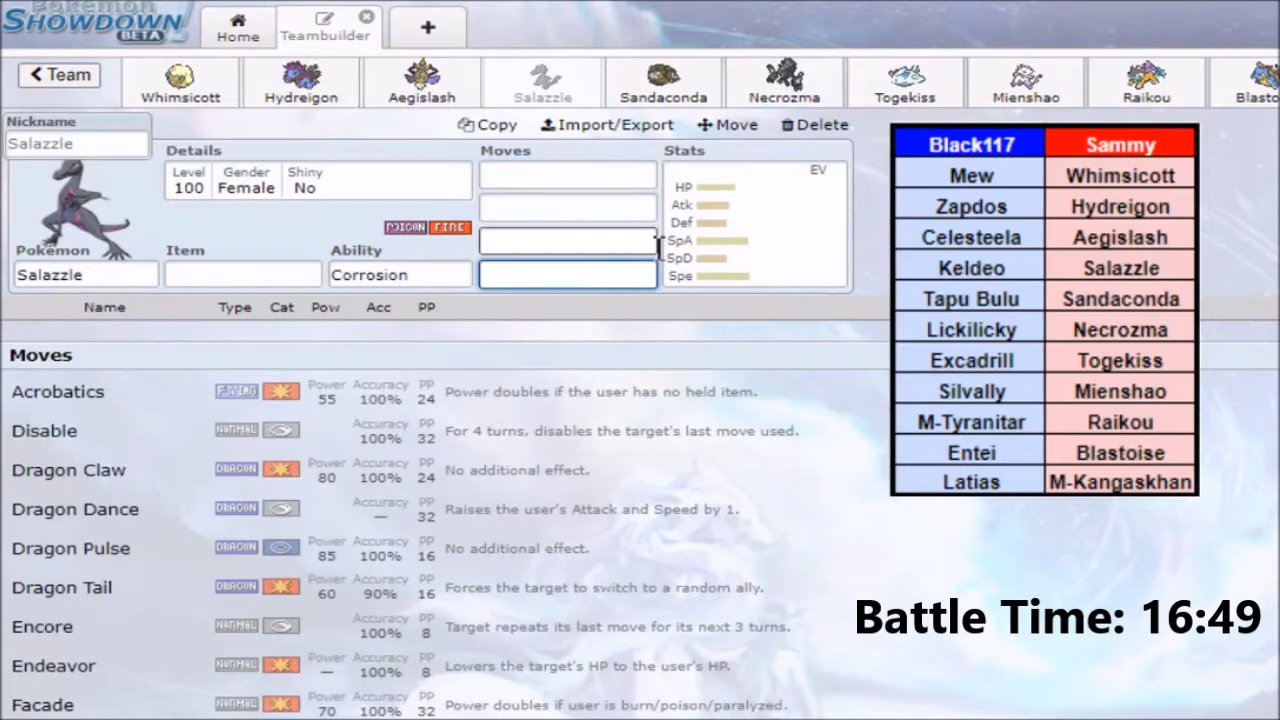 Pokémon
SHOWDOWN
BETA
Home
Teambuilder
+
Team
Whimsicott
Hydreigon
Aegislash
Salazzle
Sandaconda
Necrozma
Togekiss
Mienshao
Raikou
Blasto
Nickname
Salazzle
Copy
Import/Export
Move
Delete
Details
Level
Gender
Shiny
100
Female
No
Moves
Stats
EV
HP
Atk
Def
SpA
SpD
Spe
POISON FIRE
Pokémon
Item
Ability
Salazzle
Corrosion
Name Type Cat Pow Acc PP
Moves
Acrobatics FLYING Power 55 Accuracy 100% PP 24 Power doubles if the user has no held item.
Disable NORMAL Accuracy 100% PP 32 For 4 turns, disables the target's last move used.
Dragon Claw DRAGON Power 80 Accuracy 100% PP 24 No additional effect.
Dragon Dance DRAGON Accuracy — PP 32 Raises the user's Attack and Speed by 1.
Dragon Pulse DRAGON Power 85 Accuracy 100% PP 16 No additional effect.
Dragon Tail DRAGON Power 60 Accuracy 90% PP 16 Forces the target to switch to a random ally.
Encore NORMAL Accuracy 100% PP 8 Target repeats its last move for its next 3 turns.
Endeavor NORMAL Power — Accuracy 100% PP 8 Lowers the target's HP to the user's HP.
Facade NORMAL Power 70 Accuracy 100% PP 32 Power doubles if user is burn/poison/paralyzed.
Black117 Sammy
Mew Whimsicott
Zapdos Hydreigon
Celesteela Aegislash
Keldeo Salazzle
Tapu Bulu Sandaconda
Lickilicky Necrozma
Excadrill Togekiss
Silvally Mienshao
M-Tyranitar Raikou
Entei Blastoise
Latias M-Kangaskhan
Battle Time: 16:49